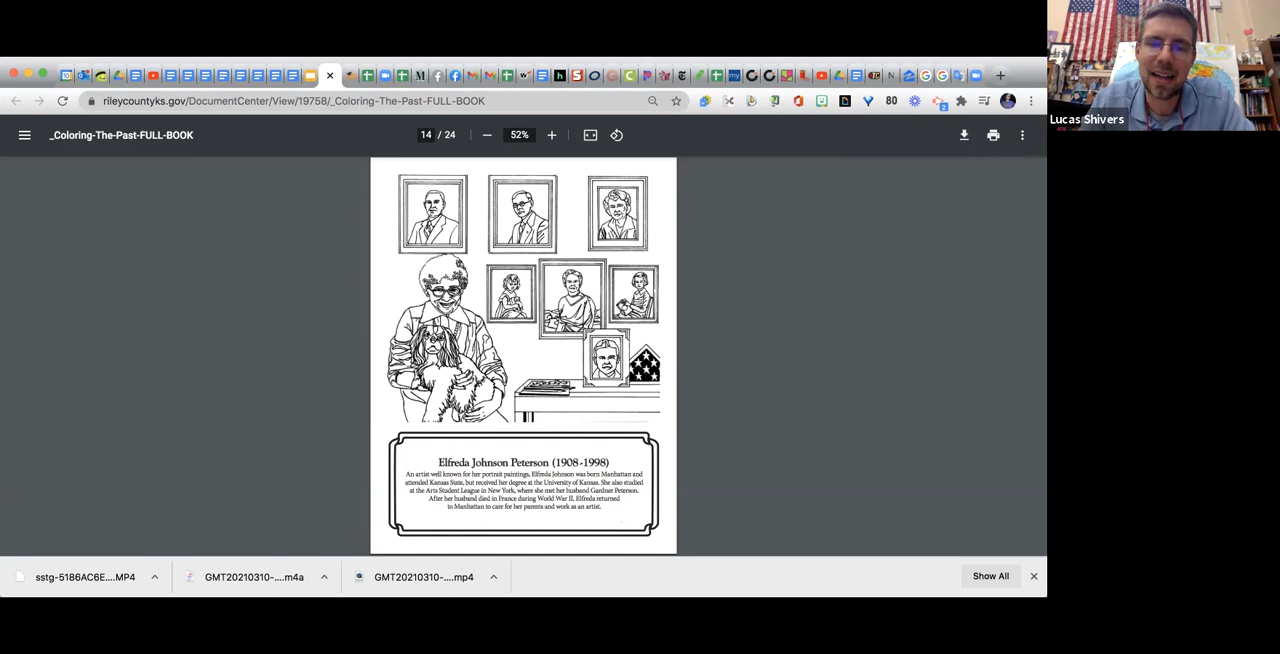 rileycountyks.gov/DocumentCenter/View/19758/_Coloring-The-Past-FULL-BOOK
_Coloring-The-Past-FULL-BOOK
14 / 24
52%
Lucas Shivers
Elfreda Johnson Peterson (1908-1998)
An artist well known for her portrait paintings, Elfreda Johnson was born Manhattan and
attended Kansas State, but received her degree at the University of Kansas. She also studied
at the Arts Student League in New York, where she met her husband Gardner Peterson.
After her husband died in France during World War II, Elfreda returned
to Manhattan to care for her parents and work as an artist.
sstg-5186AC6E....MP4
GMT20210310-....m4a
GMT20210310-....mp4
Show All